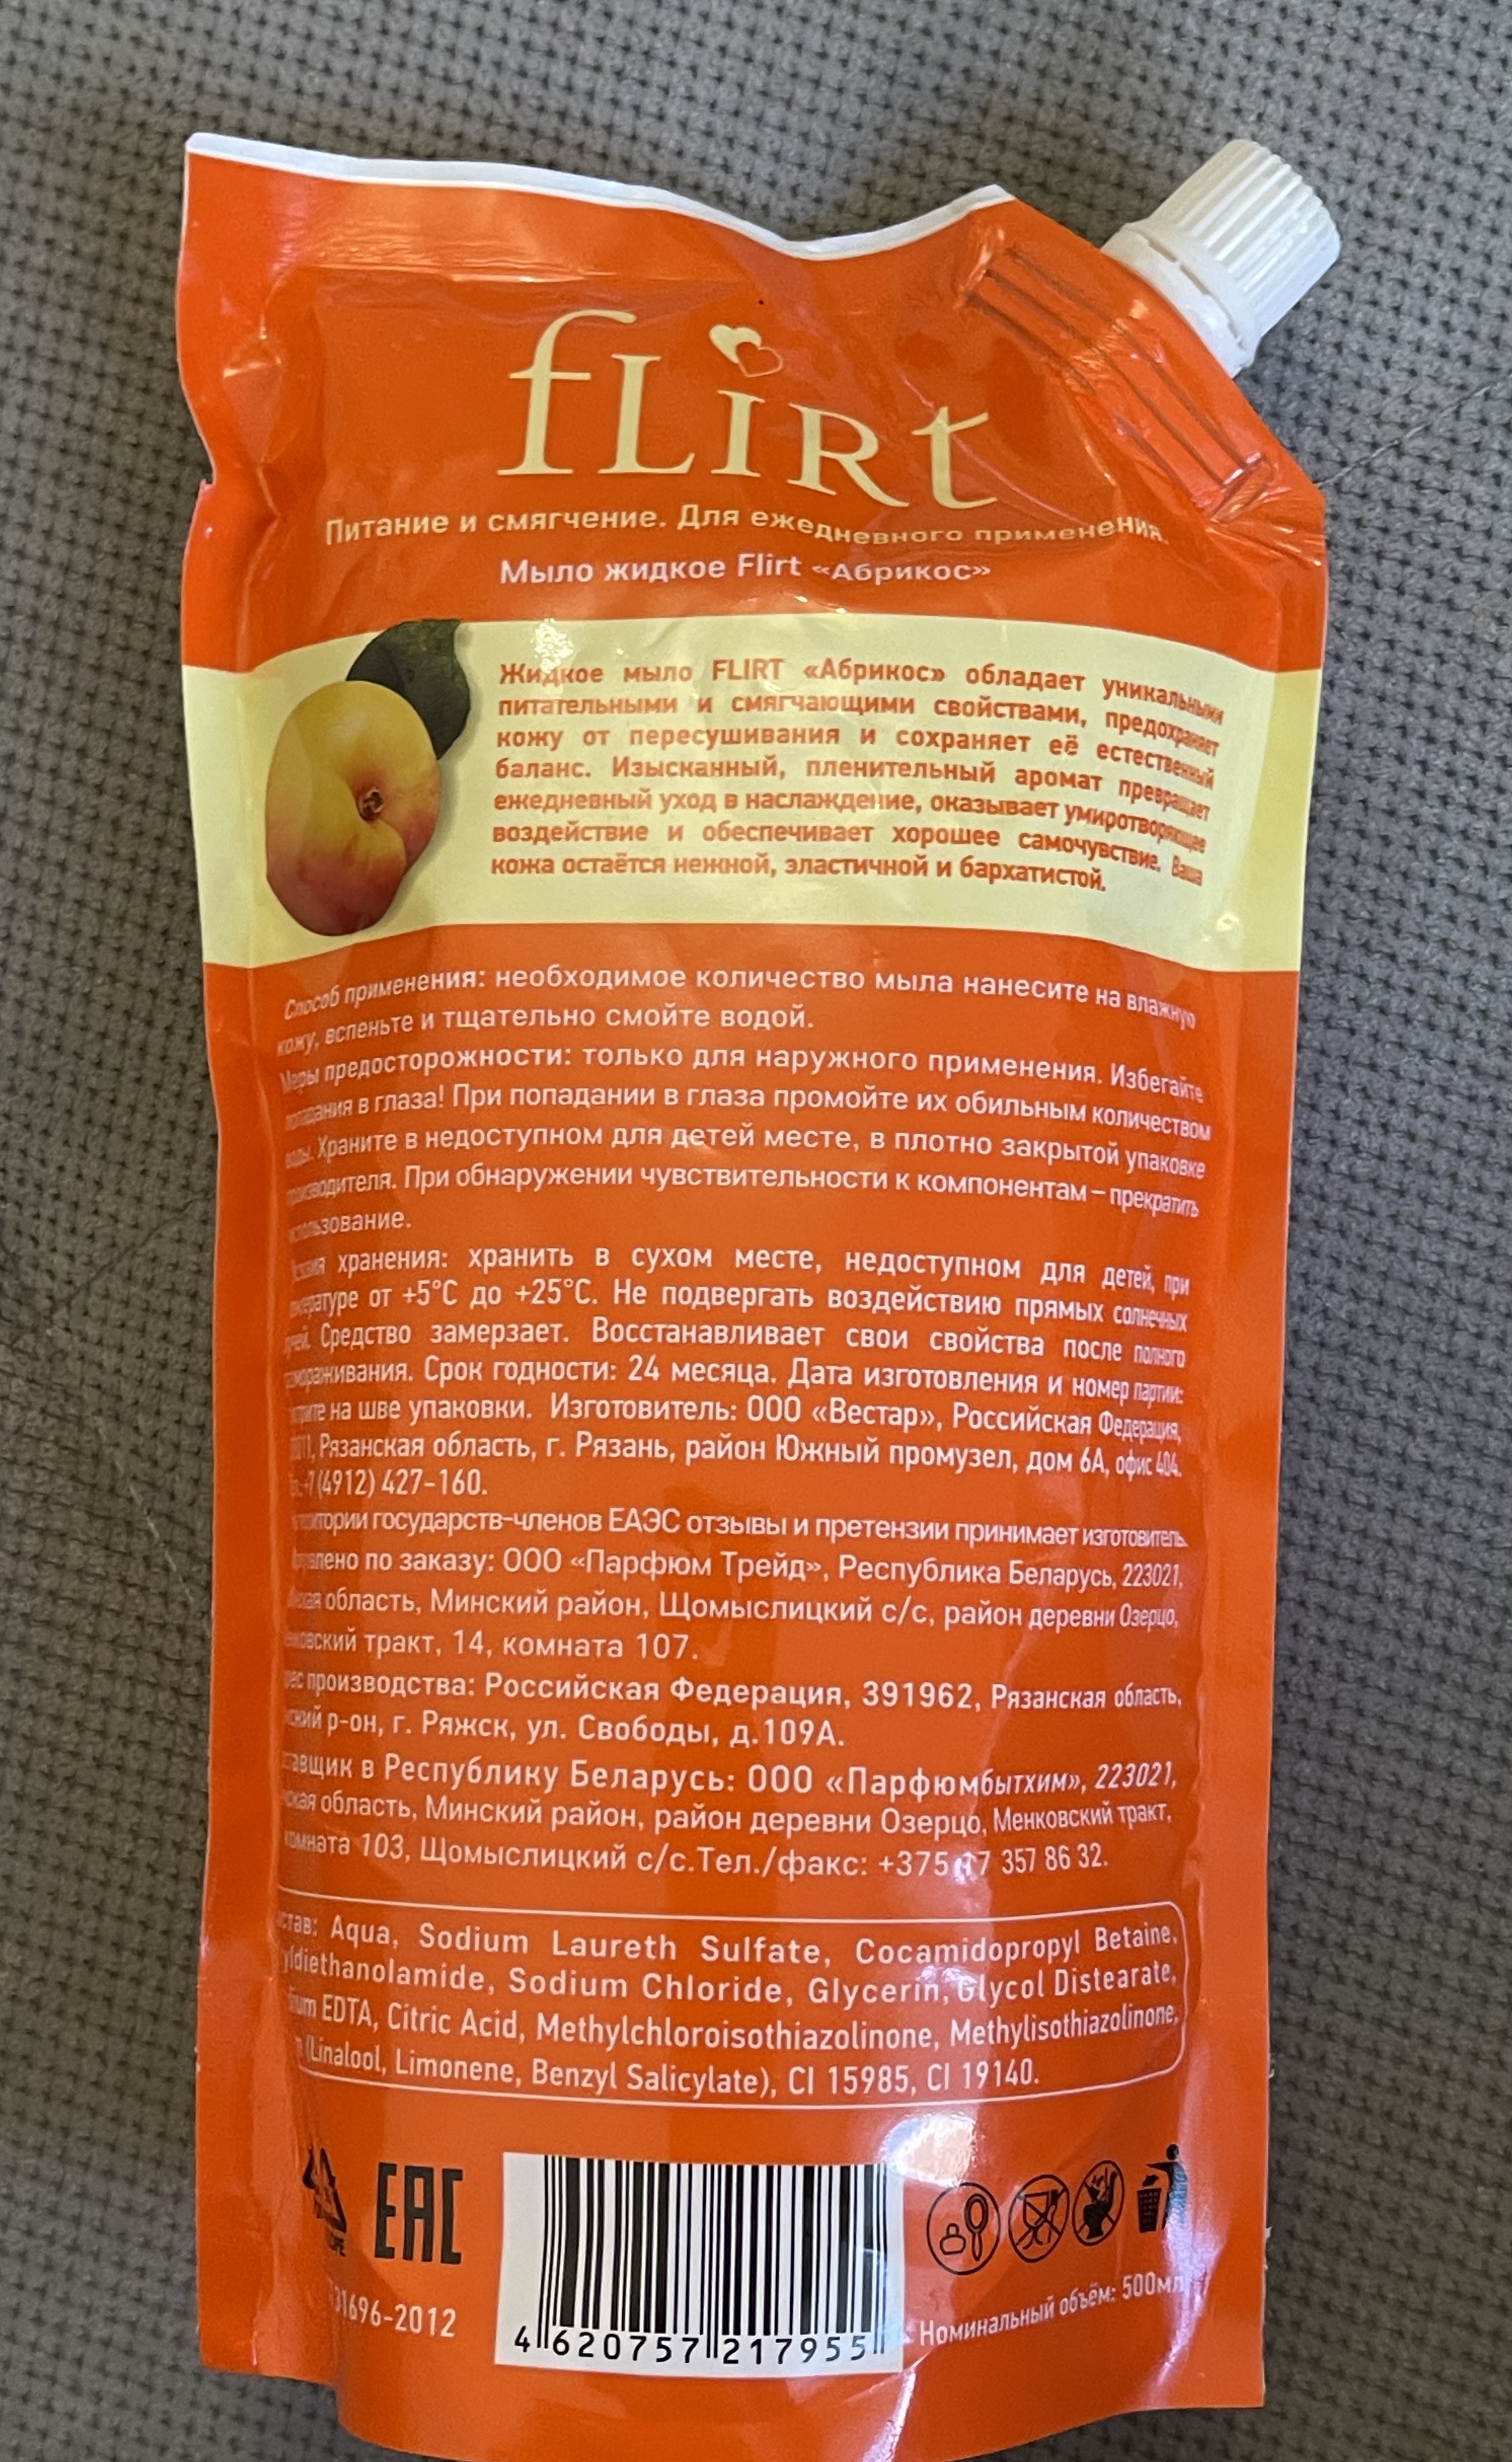 fLiRt
Питание и смягчение. Для ежедневного применения.
Мыло жидкое Flirt «Абрикос»
Жидкое мыло FLIRT «Абрикос» обладает уникальными
питательными и смягчающими свойствами, предохраняет
кожу от пересушивания и сохраняет её естественный
баланс. Изысканный, пленительный аромат превращает
ежедневный уход в наслаждение, оказывает умиротворяющее
воздействие и обеспечивает хорошее самочувствие. Ваша
кожа остаётся нежной, эластичной и бархатистой.
Способ применения: необходимое количество мыла нанесите на влажную
кожу, вспеньте и тщательно смойте водой.
Меры предосторожности: только для наружного применения. Избегайте
попадания в глаза! При попадании в глаза промойте их обильным количеством
воды. Храните в недоступном для детей месте, в плотно закрытой упаковке
производителя. При обнаружении чувствительности к компонентам – прекратить
использование.
хранения: хранить в сухом месте, недоступном для детей, при
температуре от +5°C до +25°C. Не подвергать воздействию прямых солнечных
Средство замерзает. Восстанавливает свои свойства после полного
размораживания. Срок годности: 24 месяца. Дата изготовления и номер партии:
на шве упаковки. Изготовитель: ООО «Вестар», Российская Федерация,
Рязанская область, г. Рязань, район Южный промузел, дом 6А, офис 404.
+7 (4912) 427-160.
государств-членов ЕАЭС отзывы и претензии принимает изготовитель.
по заказу: ООО «Парфюм Трейд», Республика Беларусь, 223021,
область, Минский район, Щомыслицкий с/с, район деревни Озерцо,
тракт, 14, комната 107.
производства: Российская Федерация, 391962, Рязанская область,
р-он, г. Ряжск, ул. Свободы, д.109А.
в Республику Беларусь: ООО «Парфюмбытхим», 223021,
область, Минский район, район деревни Озерцо, Менковский тракт,
комната 103, Щомыслицкий с/с.Тел./факс: +375 17 357 86 32.
Aqua, Sodium Laureth Sulfate, Cocamidopropyl Betaine,
Sodium Chloride, Glycerin, Glycol Distearate,
EDTA, Citric Acid, Methylchloroisothiazolinone, Methylisothiazolinone,
(Linalool, Limonene, Benzyl Salicylate), CI 15985, CI 19140.
EAC
31696-2012
4 620757 217955
Номинальный объём: 500мл